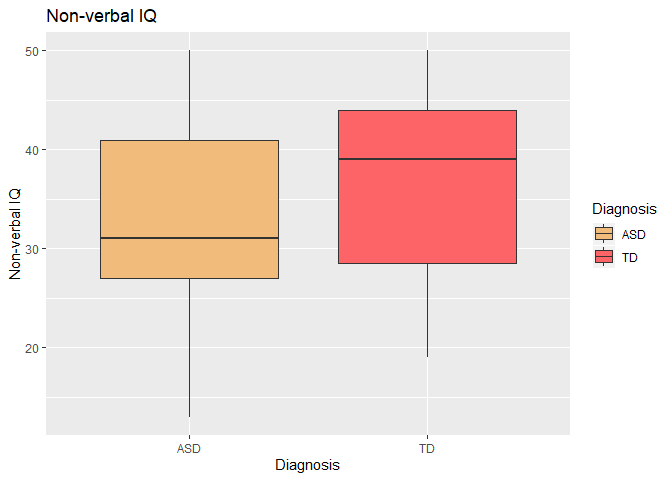 Non-verbal IQ
50
40
30
20
Non-verbal IQ
ASD
TD
Diagnosis
Diagnosis
ASD
TD